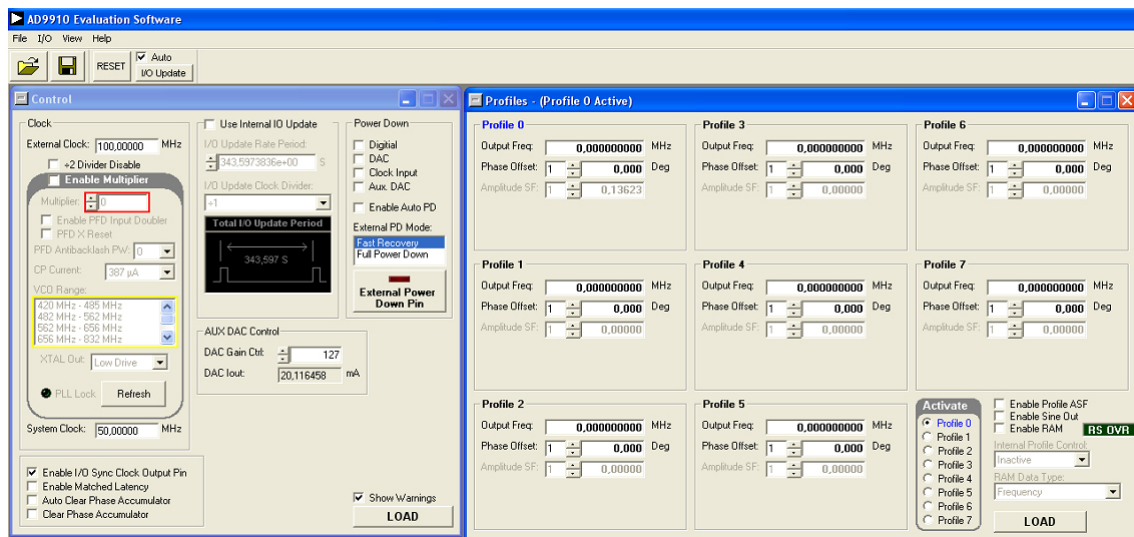 AD9910 Evaluation Software
File I/O View Help
RESET
Auto
I/O Update
Control
Clock
External Clock: 100,00000 MHz
÷2 Divider Disable
Enable Multiplier
Multiplier: 0
Enable PFD Input Doubler
PFD X Reset
PFD Antibacklash PW: 0
CP Current: 387 µA
VCO Range:
420 MHz - 485 MHz
482 MHz - 562 MHz
562 MHz - 656 MHz
656 MHz - 832 MHz
XTAL Out: Low Drive
PLL Lock Refresh
System Clock: 50,00000 MHz
Enable I/O Sync Clock Output Pin
Enable Matched Latency
Auto Clear Phase Accumulator
Clear Phase Accumulator
Use Internal IO Update
I/O Update Rate Period:
343,5973836e+00 S
I/O Update Clock Divider:
÷1
Total I/O Update Period
343,597 S
AUX DAC Control
DAC Gain Ctrl: 127
DAC Iout: 20,116458 mA
Power Down
Digitial
DAC
Clock Input
Aux. DAC
Enable Auto PD
External PD Mode:
Fast Recovery
Full Power Down
External Power
Down Pin
Show Warnings
LOAD
Profiles - (Profile 0 Active)
Profile 0
Output Freq: 0,000000000 MHz
Phase Offset: 1 0,000 Deg
Amplitude SF: 1 0,13623
Profile 1
Output Freq: 0,000000000 MHz
Phase Offset: 1 0,000 Deg
Amplitude SF: 1 0,00000
Profile 2
Output Freq: 0,000000000 MHz
Phase Offset: 1 0,000 Deg
Amplitude SF: 1 0,00000
Profile 3
Output Freq: 0,000000000 MHz
Phase Offset: 1 0,000 Deg
Amplitude SF: 1 0,00000
Profile 4
Output Freq: 0,000000000 MHz
Phase Offset: 1 0,000 Deg
Amplitude SF: 1 0,00000
Profile 5
Output Freq: 0,000000000 MHz
Phase Offset: 1 0,000 Deg
Amplitude SF: 1 0,00000
Profile 6
Output Freq: 0,000000000 MHz
Phase Offset: 1 0,000 Deg
Amplitude SF: 1 0,00000
Profile 7
Output Freq: 0,000000000 MHz
Phase Offset: 1 0,000 Deg
Amplitude SF: 1 0,00000
Activate
Profile 0
Profile 1
Profile 2
Profile 3
Profile 4
Profile 5
Profile 6
Profile 7
Enable Profile ASF
Enable Sine Out
Enable RAM RS OVR
Internal Profile Control:
Inactive
RAM Data Type:
Frequency
LOAD